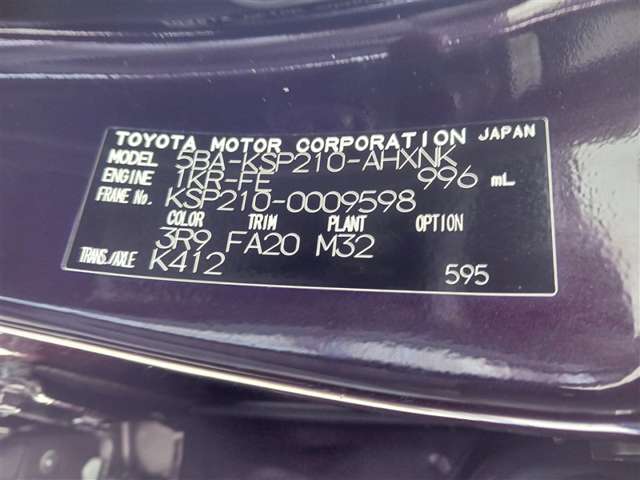 TOYOTA MOTOR CORPORATION JAPAN
MODEL 5BA-KSP210-AHXNK
ENGINE 1KR-FE 996 mL
FRAME No. KSP210-0009598
COLOR TRIM PLANT OPTION
3R9 FA20 M32
TRANS./AXLE K412
595